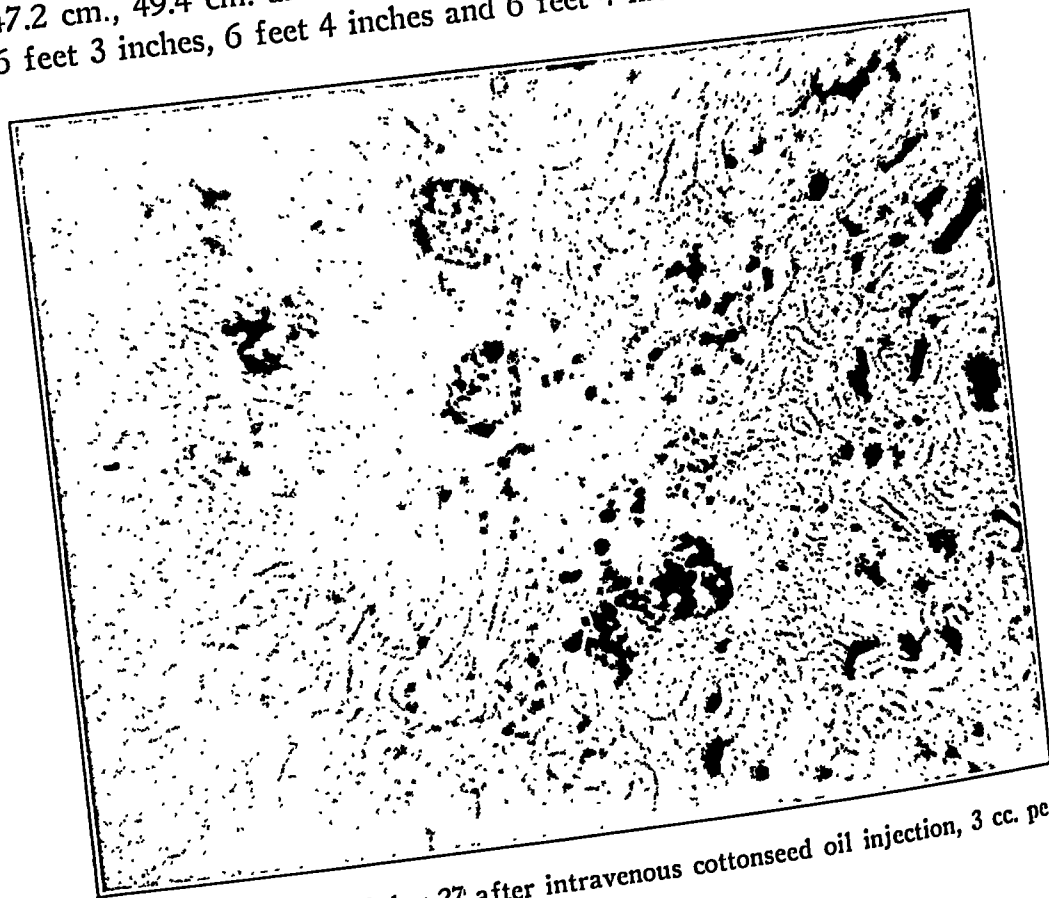 47.2 cm., 49.4 cm.
6 feet 3 inches, 6 feet 4 inches and 6 feet
27 after intravenous cottonseed oil injection, 3 cc. pe